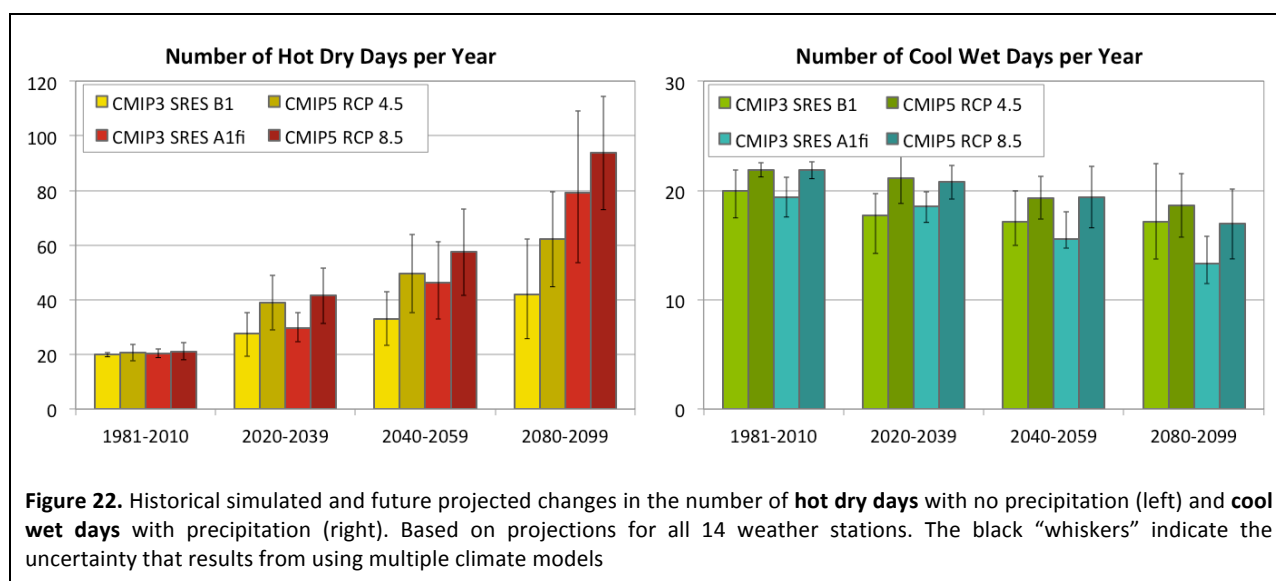 Number of Hot Dry Days per Year
120
100
80
60
40
20
0
CMIP3 SRES B1 CMIP5 RCP 4.5
CMIP3 SRES A1fi CMIP5 RCP 8.5
1981-2010 2020-2039 2040-2059 2080-2099
Number of Cool Wet Days per Year
30
20
10
0
CMIP3 SRES B1 CMIP5 RCP 4.5
CMIP3 SRES A1fi CMIP5 RCP 8.5
1981-2010 2020-2039 2040-2059 2080-2099
Figure 22. Historical simulated and future projected changes in the number of hot dry days with no precipitation (left) and cool
wet days with precipitation (right). Based on projections for all 14 weather stations. The black “whiskers” indicate the
uncertainty that results from using multiple climate models